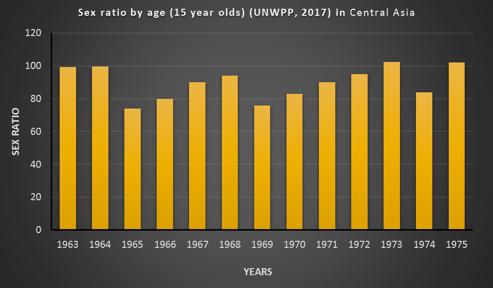 Sex ratio by age (15 year olds) (UNWPP, 2017) in Central Asia
120
100
80
60
40
20
0
SEX RATIO
1963 1964 1965 1966 1967 1968 1969 1970 1971 1972 1973 1974 1975
YEARS